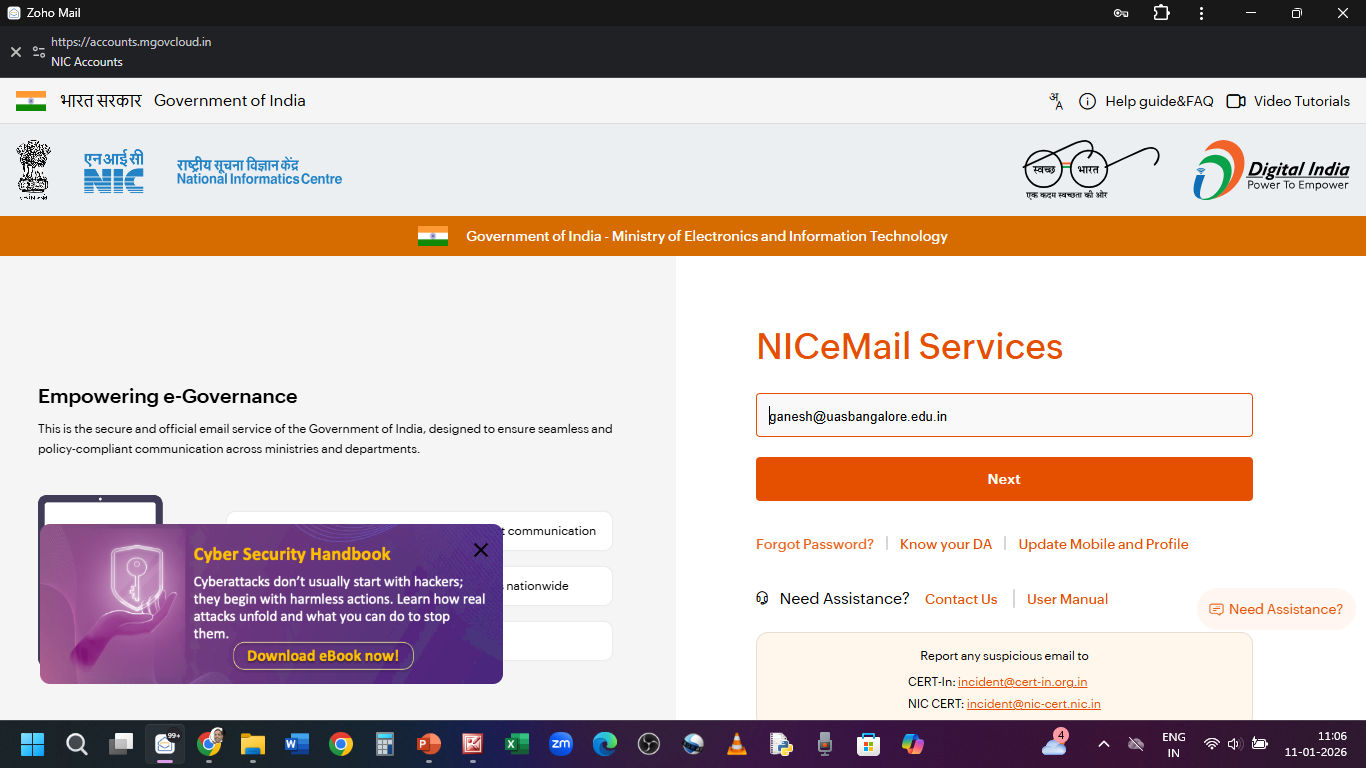 Zoho Mail
https://accounts.mgovcloud.in
NIC Accounts
भारत सरकार Government of India
अ A Help guide&FAQ Video Tutorials
एन आई सी
NIC
राष्ट्रीय सूचना विज्ञान केंद्र
National Informatics Centre
स्वच्छ भारत
एक कदम स्वच्छता की ओर
Digital India
Power To Empower
Government of India - Ministry of Electronics and Information Technology
Empowering e-Governance
This is the secure and official email service of the Government of India, designed to ensure seamless and
policy-compliant communication across ministries and departments.
communication
nationwide
Cyber Security Handbook
Cyberattacks don’t usually start with hackers;
they begin with harmless actions. Learn how real
attacks unfold and what you can do to stop
them.
Download eBook now!
NICeMail Services
ganesh@uasbangalore.edu.in
Next
Forgot Password? Know your DA Update Mobile and Profile
Need Assistance? Contact Us User Manual
Need Assistance?
Report any suspicious email to
CERT-In: incident@cert-in.org.in
NIC CERT: incident@nic-cert.nic.in
99+
zm
4
ENG
IN
11:06
11-01-2026